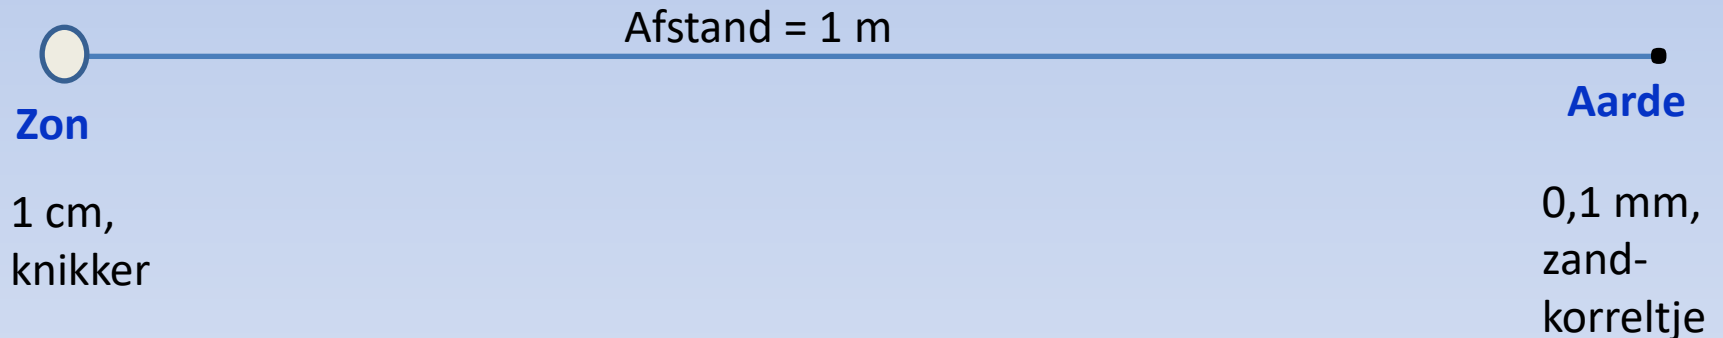 Afstand = 1 m
Zon
Aarde
1 cm,
knikker
0,1 mm,
zand-
korreltje